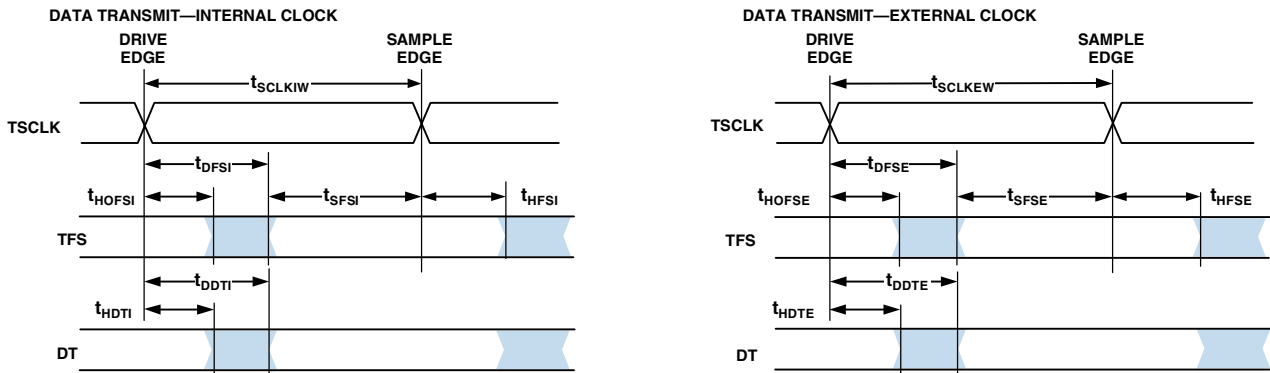 DATA TRANSMIT—INTERNAL CLOCK
DRIVE
EDGE
SAMPLE
EDGE
tSCLKIW
TSCLK
tDFSI
tHOFSI
tSFSI
tHFSI
TFS
tDDTI
tHDTI
DT
DATA TRANSMIT—EXTERNAL CLOCK
DRIVE
EDGE
SAMPLE
EDGE
tSCLKEW
TSCLK
tDFSE
tHOFSE
tSFSE
tHFSE
TFS
tDDTE
tHDTE
DT